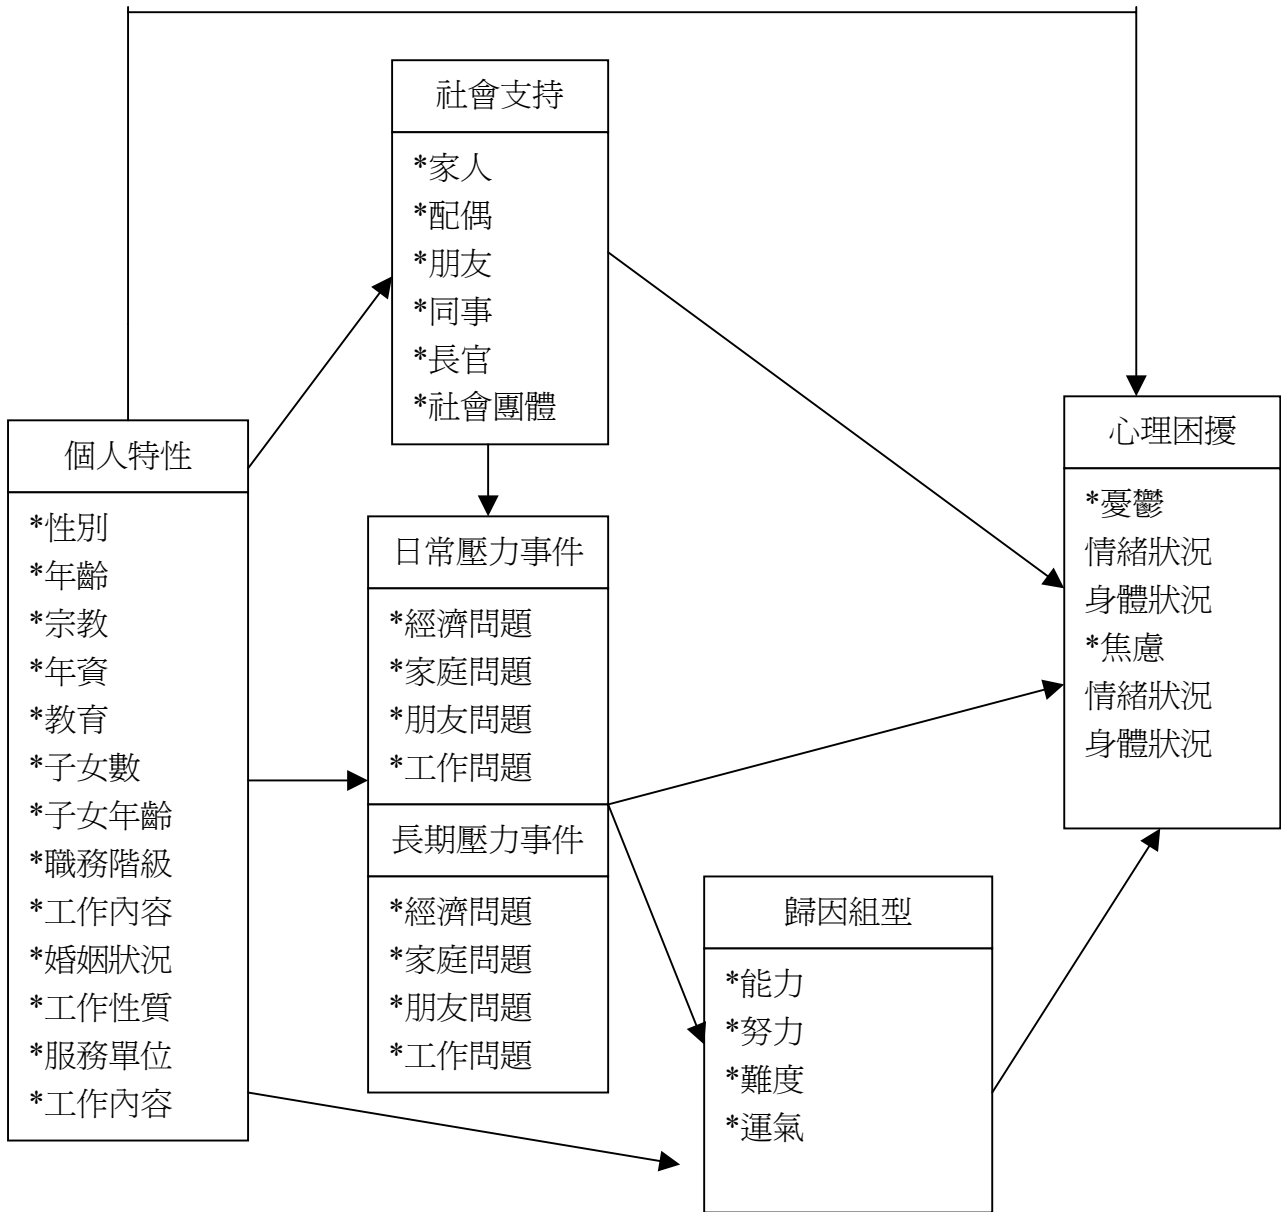 社會支持
*家人
*配偶
*朋友
*同事
*長官
*社會團體
個人特性
*性別
*年齡
*宗教
*年資
*教育
*子女數
*子女年齡
*職務階級
*工作內容
*婚姻狀況
*工作性質
*服務單位
*工作內容
日常壓力事件
*經濟問題
*家庭問題
*朋友問題
*工作問題
長期壓力事件
*經濟問題
*家庭問題
*朋友問題
*工作問題
歸因組型
*能力
*努力
*難度
*運氣
心理困擾
*憂鬱
情緒狀況
身體狀況
*焦慮
情緒狀況
身體狀況